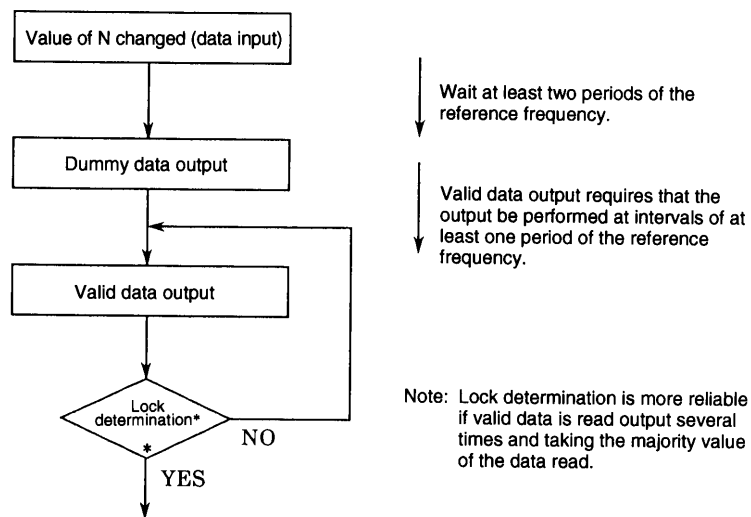 Value of N changed (data input)
Wait at least two periods of the
reference frequency.
Dummy data output
Valid data output requires that the
output be performed at intervals of at
least one period of the reference
frequency.
Valid data output
Lock
determination*
*
NO
YES
Note: Lock determination is more reliable
if valid data is read output several
times and taking the majority value
of the data read.